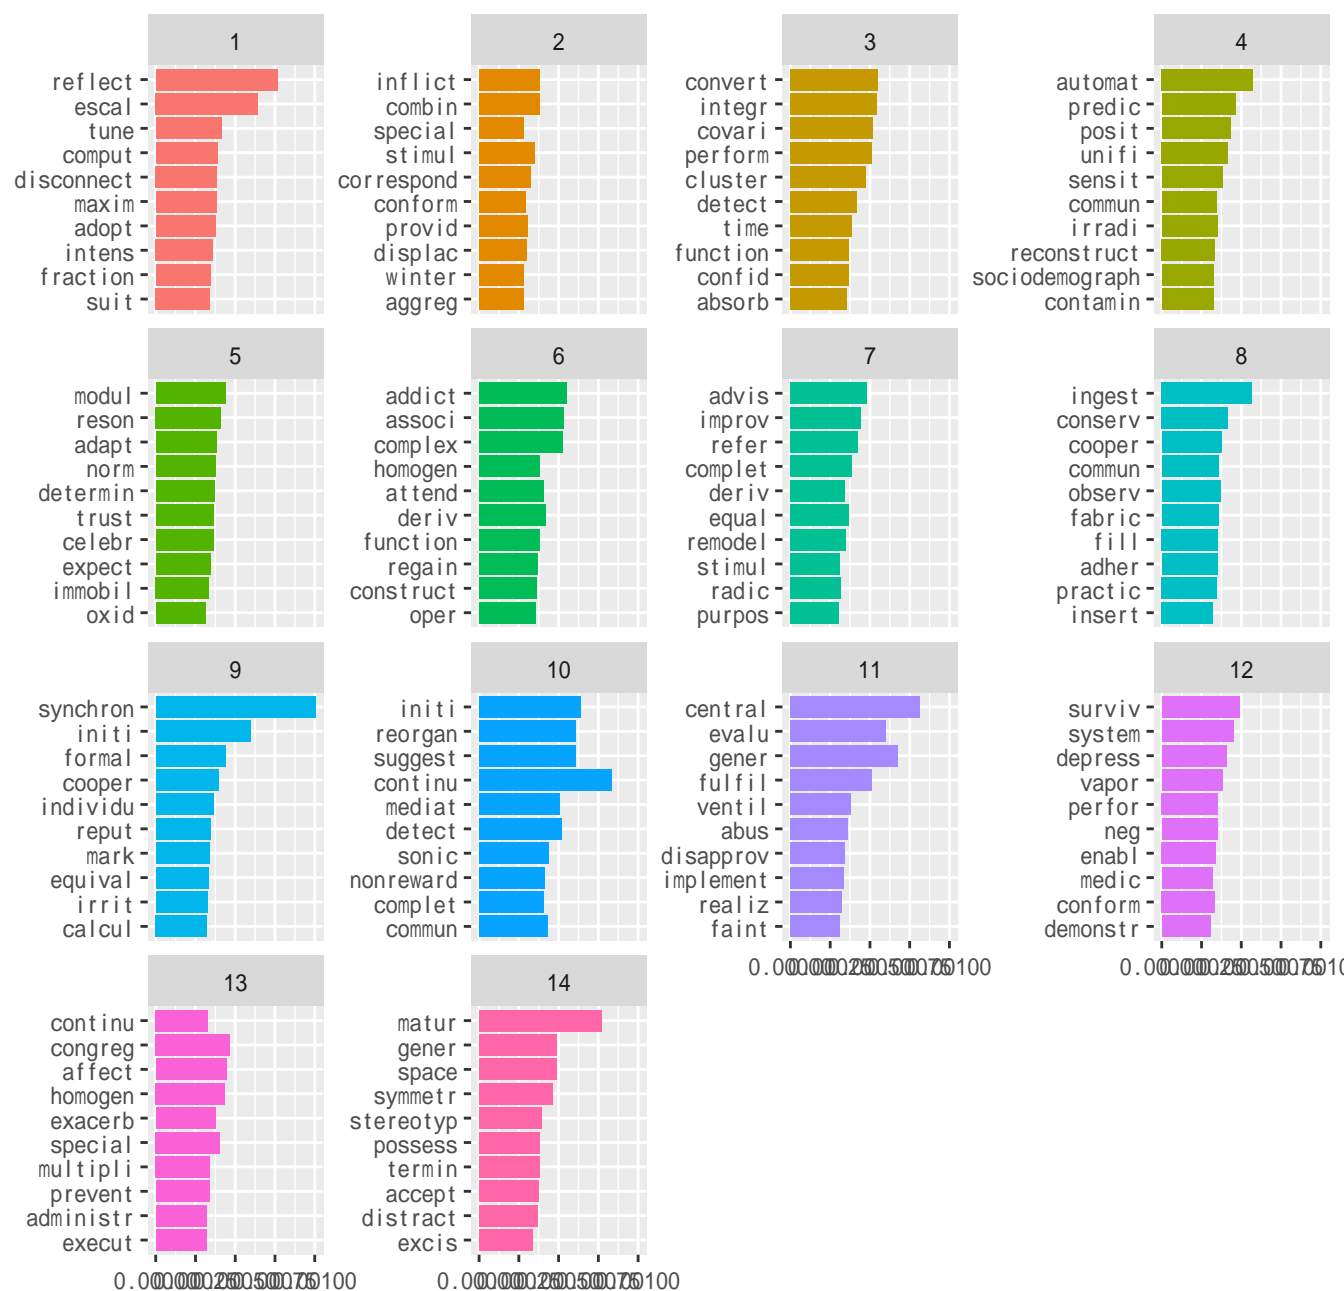 1 2 3 4
reflect inflict convert automat
escal combin integr predic
tune special covari posit
comput stimul perform unifi
disconnect correspond cluster sensit
maxim conform detect commun
adopt provid time irradi
intens displac function reconstruct
fraction winter confid sociodemograph
suit aggreg absorb contamin
5 6 7 8
modul addict advis ingest
reson associ improv conserv
adapt complex refer cooper
norm homogen complet commun
determin attend deriv observ
trust deriv equal fabric
celebr function remodel fill
expect regain stimul adher
immobil construct radic practic
oxid oper purpos insert
9 10 11 12
synchron initi central surviv
initi reorgan evalu system
formal suggest gener depress
cooper continu fulfil vapor
individu mediat ventil perfor
reput detect abus neg
mark sonic disapprov enabl
equival nonreward implement medic
irrit complet realiz conform
calcul commun faint demonstr
13 14
continu matur
congreg gener
affect space
homogen symmetr
exacerb stereotyp
special possess
multipli termin
prevent accept
administr distract
execut excis